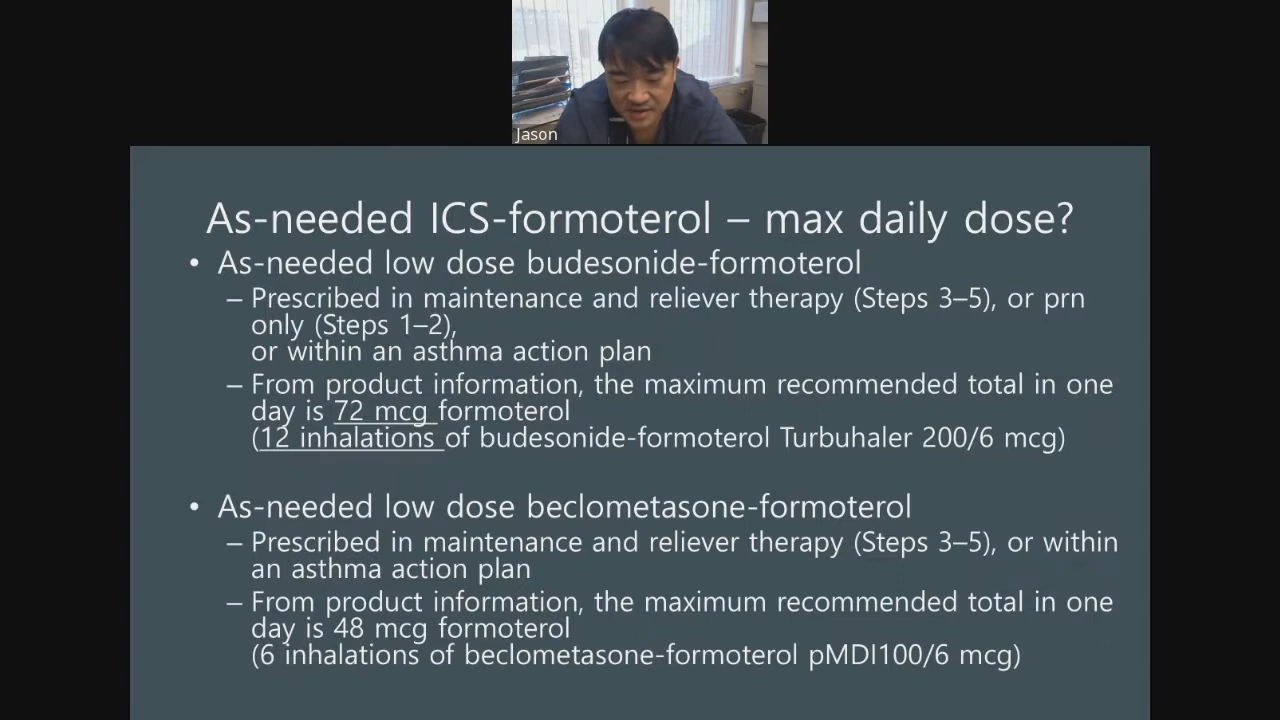 Jason
As-needed ICS-formoterol – max daily dose?
• As-needed low dose budesonide-formoterol
– Prescribed in maintenance and reliever therapy (Steps 3–5), or prn
only (Steps 1–2),
or within an asthma action plan
– From product information, the maximum recommended total in one
day is 72 mcg formoterol
(12 inhalations of budesonide-formoterol Turbuhaler 200/6 mcg)
• As-needed low dose beclometasone-formoterol
– Prescribed in maintenance and reliever therapy (Steps 3–5), or within
an asthma action plan
– From product information, the maximum recommended total in one
day is 48 mcg formoterol
(6 inhalations of beclometasone-formoterol pMDI100/6 mcg)